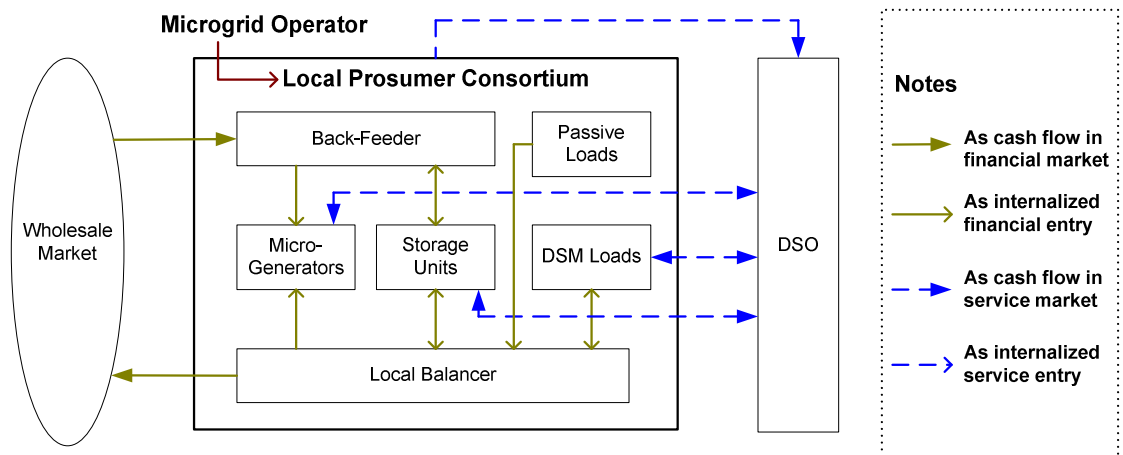 Microgrid Operator
Local Prosumer Consortium
Back-Feeder
Passive
Loads
Wholesale
Market
Micro-
Generators
Storage
Units
DSM Loads
DSO
Local Balancer
Notes
As cash flow in
financial market
As internalized
financial entry
As cash flow in
service market
As internalized
service entry